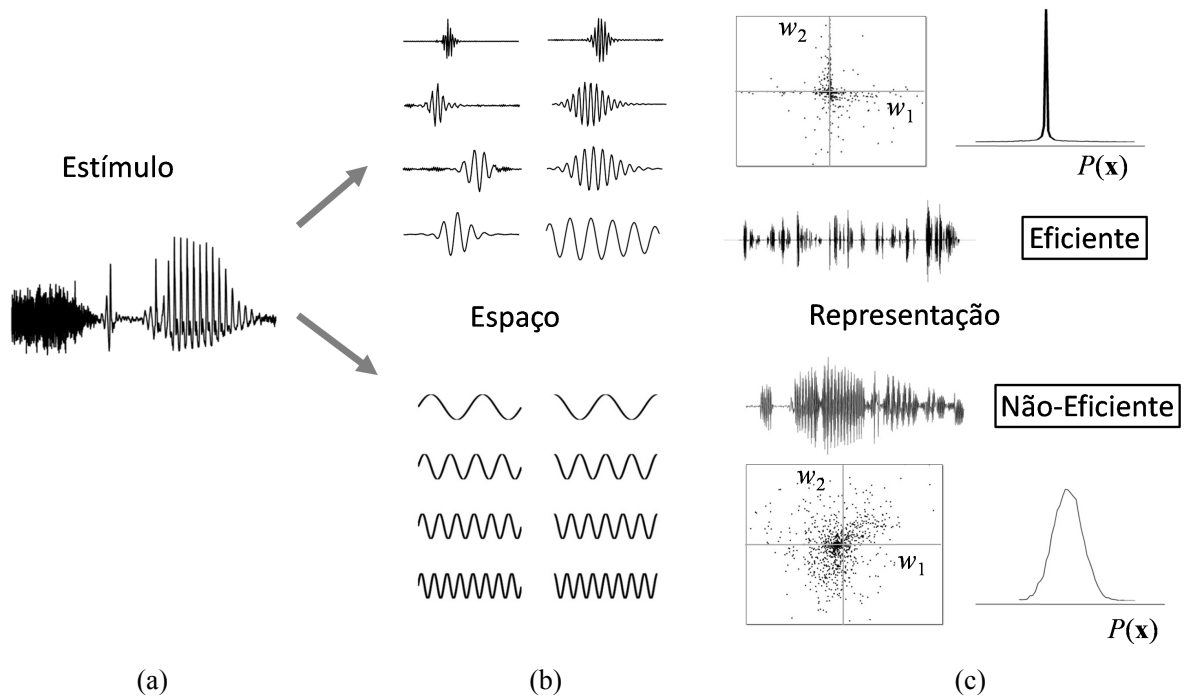 Estímulo
Espaço
w2
w1
P(x)
Eficiente
Representação
Não-Eficiente
w2
w1
P(x)
(a)
(b)
(c)